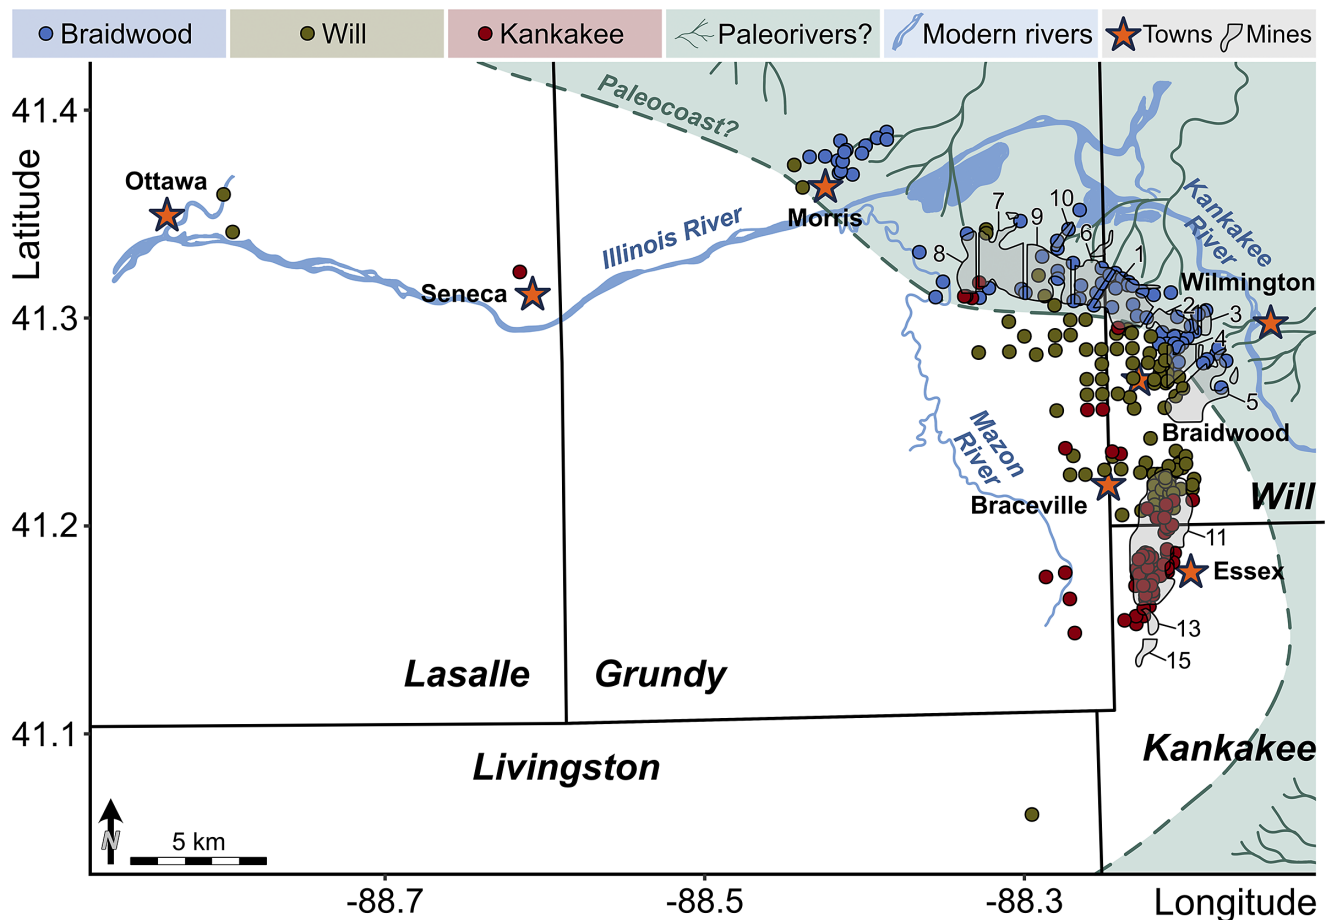 Braidwood
Will
Kankakee
Paleorivers?
Modern rivers
Towns
Mines
41.4
41.3
41.2
41.1
Latitude
Paleocoast?
Ottawa
Morris
Illinois River
Seneca
Kankakee
River
Wilmington
7
9
10
6
8
1
2
3
4
5
Mazon
River
Braidwood
Braceville
Will
11
Essex
13
15
Lasalle
Grundy
Livingston
Kankakee
N
5 km
-88.7
-88.5
-88.3
Longitude